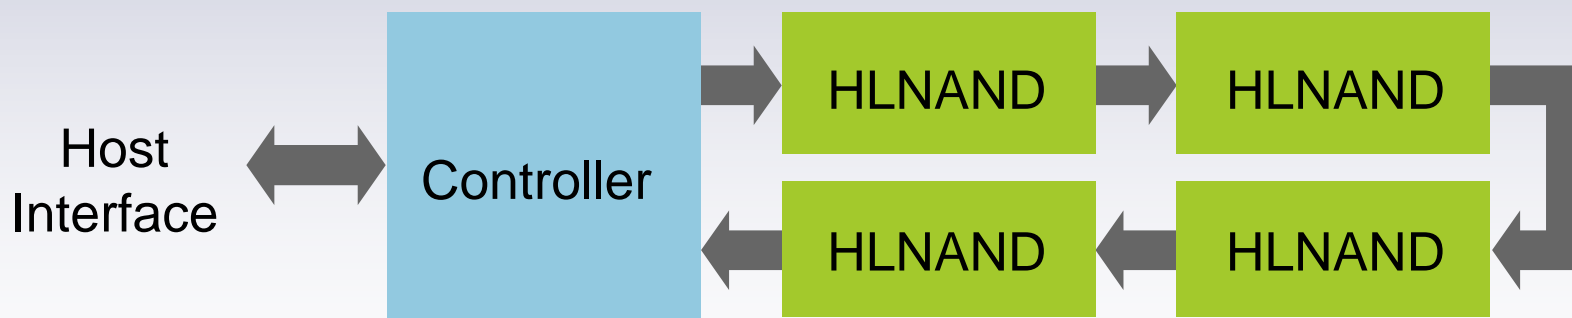 Host
Interface
Controller
HLNAND
HLNAND
HLNAND
HLNAND